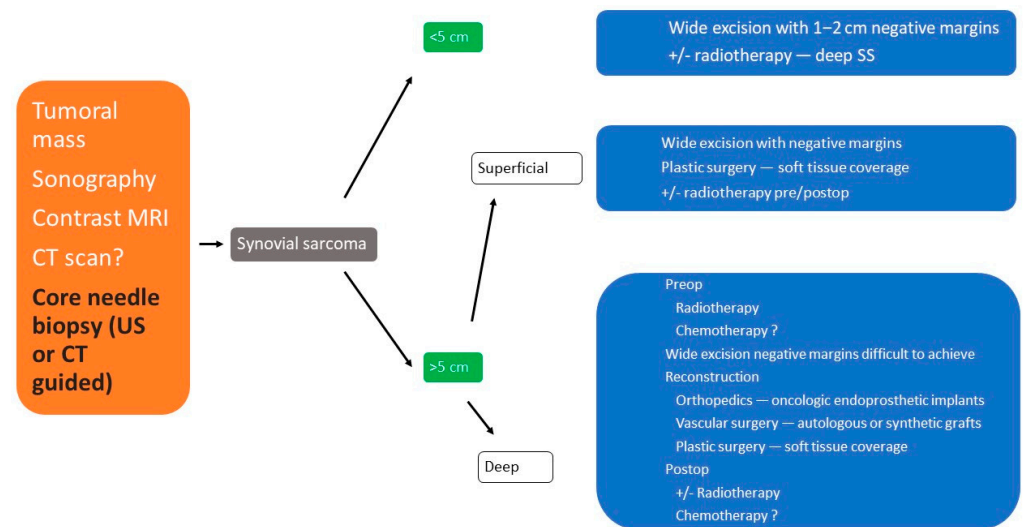 Tumoral
mass
Sonography
Contrast MRI
CT scan?
Core needle
biopsy (US
or CT
guided)
Synovial sarcoma
<5 cm
>5 cm
Superficial
Deep
Wide excision with 1–2 cm negative margins
+/- radiotherapy — deep SS
Wide excision with negative margins
Plastic surgery — soft tissue coverage
+/- radiotherapy pre/postop
Preop
Radiotherapy
Chemotherapy ?
Wide excision negative margins difficult to achieve
Reconstruction
Orthopedics — oncologic endoprosthetic implants
Vascular surgery — autologous or synthetic grafts
Plastic surgery — soft tissue coverage
Postop
+/- Radiotherapy
Chemotherapy ?